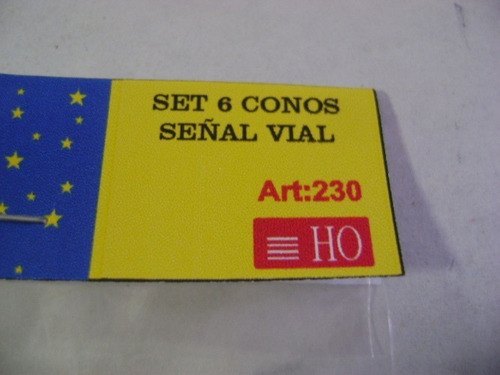 SET 6 CONOS
SEÑAL VIAL
Art:230
HO